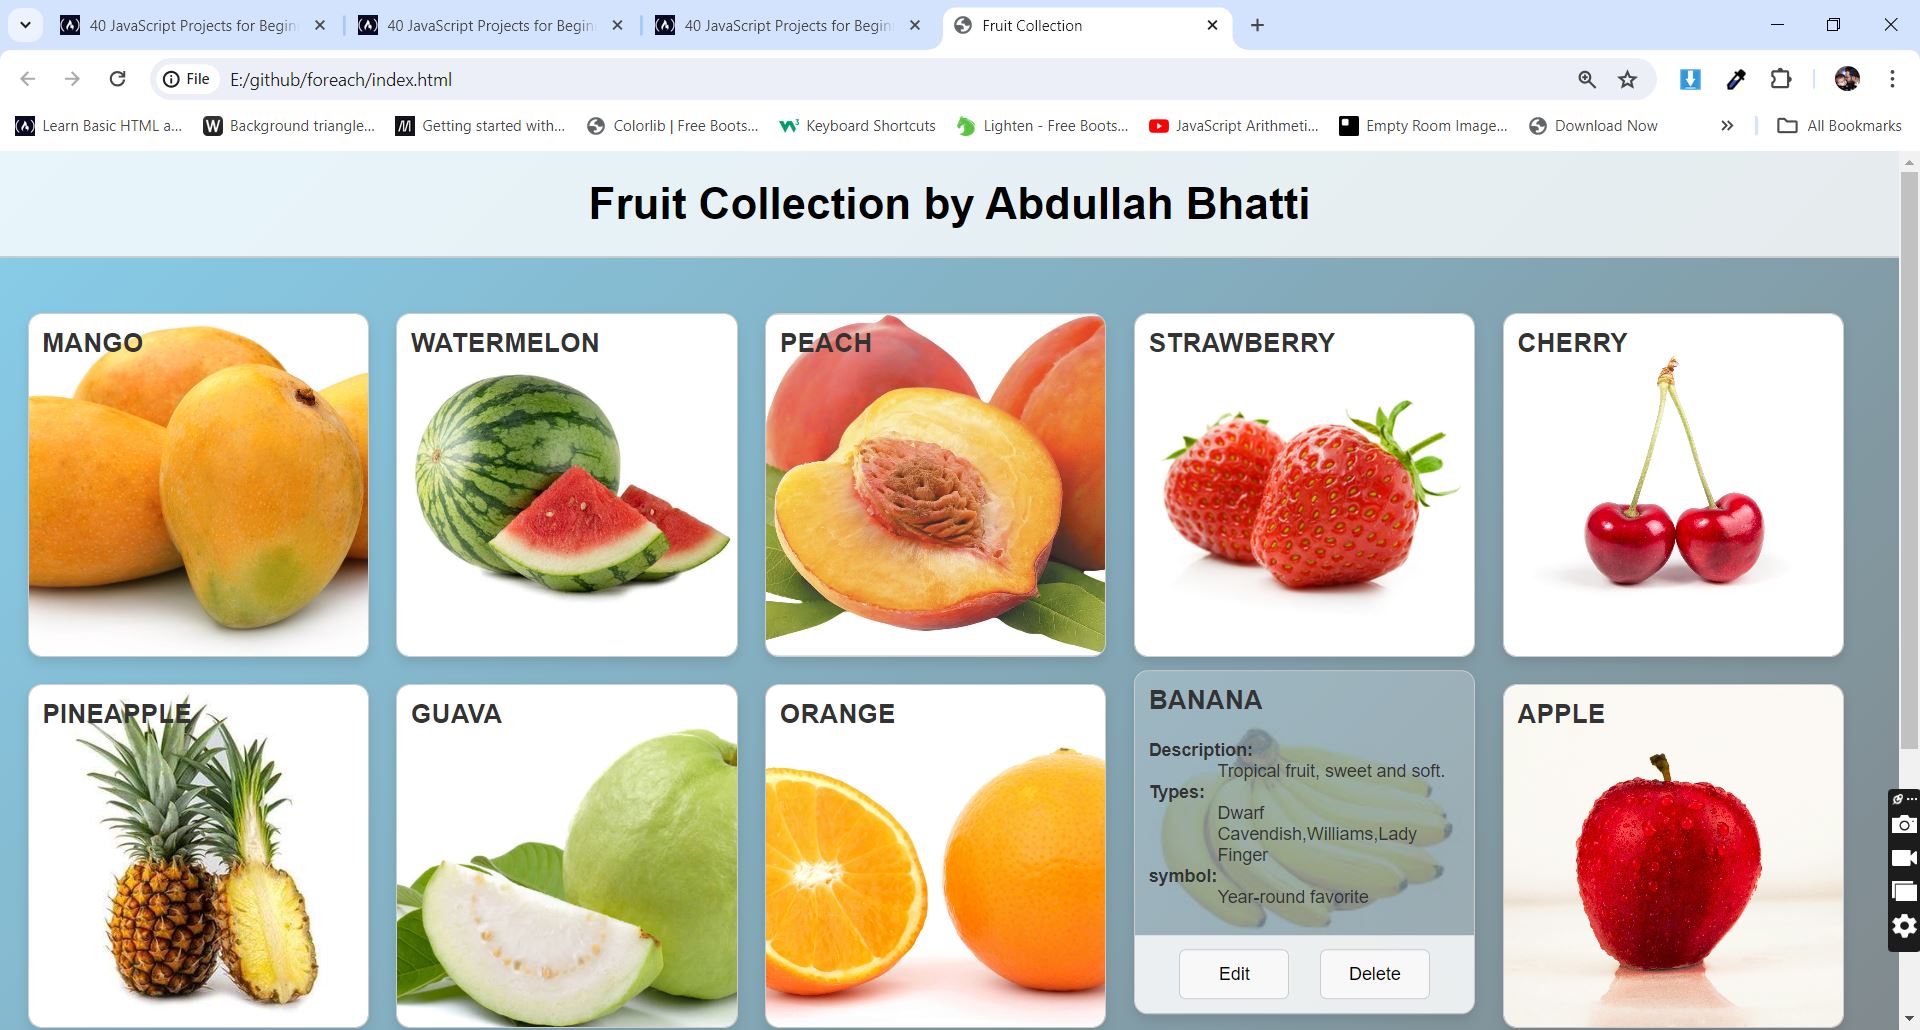 40 JavaScript Projects for Begin
40 JavaScript Projects for Begin
40 JavaScript Projects for Begin
Fruit Collection
File
E:/github/foreach/index.html
Learn Basic HTML a...
Background triangle...
Getting started with...
Colorlib | Free Boots...
Keyboard Shortcuts
Lighten - Free Boots...
JavaScript Arithmeti...
Empty Room Image...
Download Now
All Bookmarks
Fruit Collection by Abdullah Bhatti
MANGO
WATERMELON
PEACH
STRAWBERRY
CHERRY
PINEAPPLE
GUAVA
ORANGE
BANANA
Description:
Tropical fruit, sweet and soft.
Types:
Dwarf
Cavendish,Williams,Lady
Finger
symbol:
Year-round favorite
Edit
Delete
APPLE